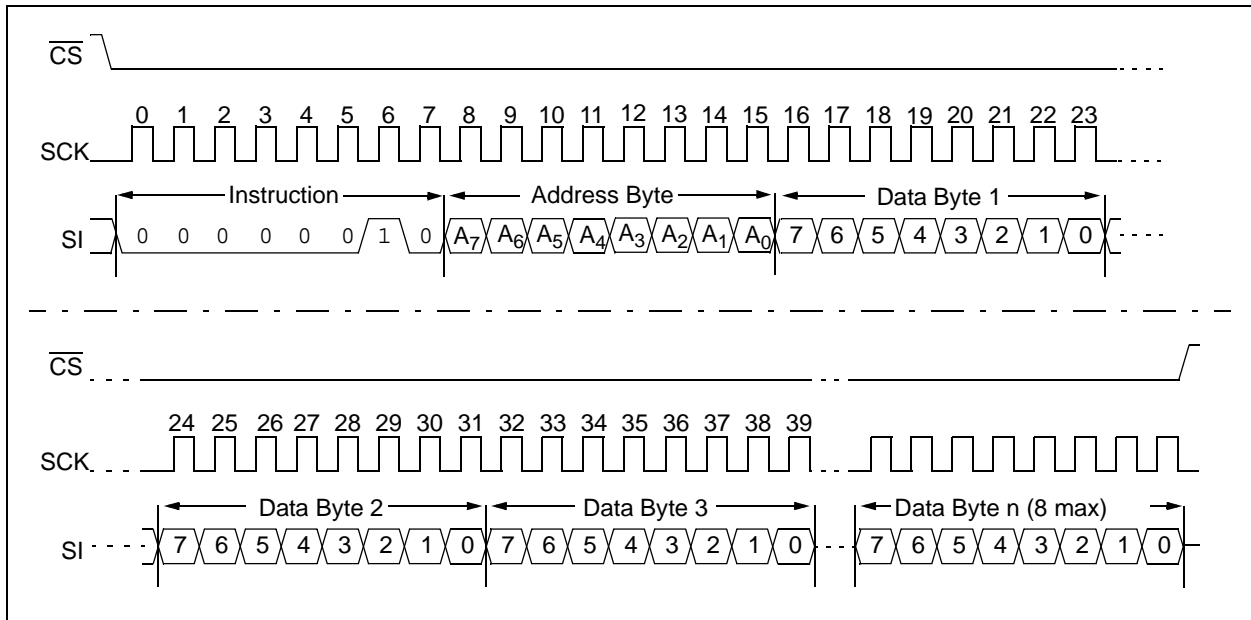 CS
0 1 2 3 4 5 6 7 8 9 10 11 12 13 14 15 16 17 18 19 20 21 22 23
SCK
Instruction Address Byte Data Byte 1
SI 0 0 0 0 0 0 1 0 A7 A6 A5 A4 A3 A2 A1 A0 7 6 5 4 3 2 1 0
CS
24 25 26 27 28 29 30 31 32 33 34 35 36 37 38 39
SCK
Data Byte 2 Data Byte 3 Data Byte n (8 max)
SI 7 6 5 4 3 2 1 0 7 6 5 4 3 2 1 0 7 6 5 4 3 2 1 0